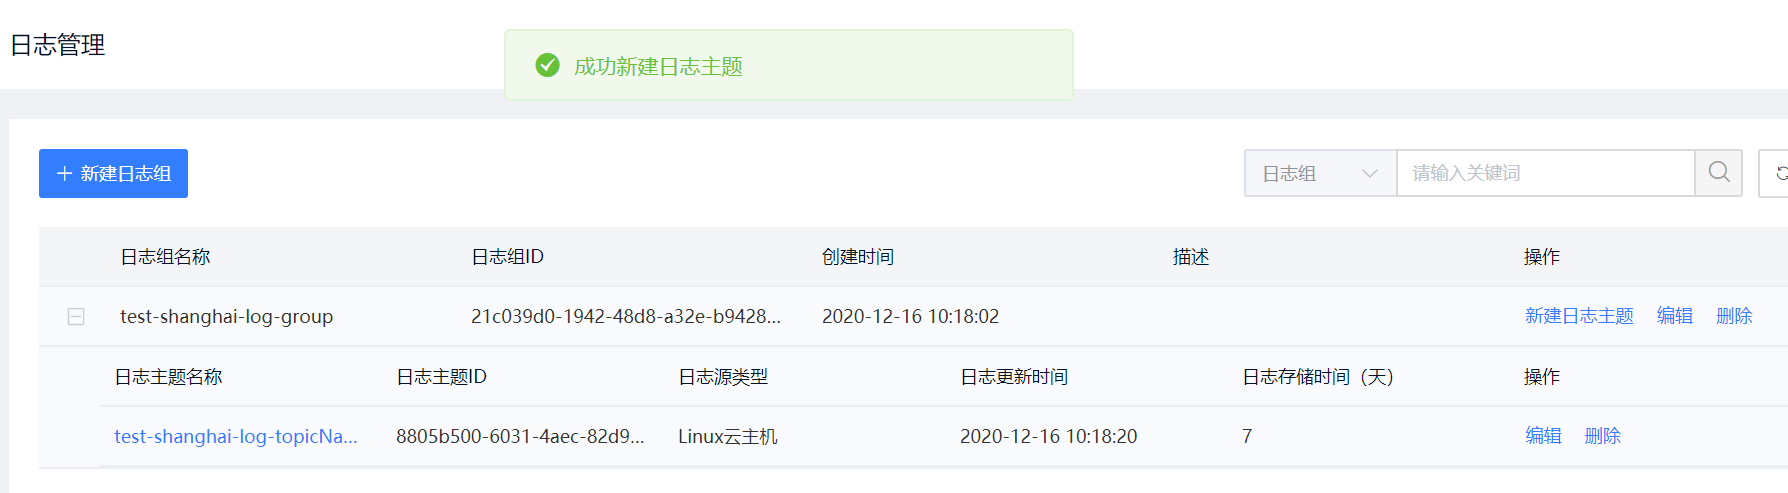 日志管理
成功新建日志主题
新建日志组
日志组 请输入关键词
日志组名称 日志组ID 创建时间 描述 操作
test-shanghai-log-group 21c039d0-1942-48d8-a32e-b9428... 2020-12-16 10:18:02 新建日志主题 编辑 删除
日志主题名称 日志主题ID 日志源类型 日志更新时间 日志存储时间（天） 操作
test-shanghai-log-topicNa... 8805b500-6031-4aec-82d9... Linux云主机 2020-12-16 10:18:20 7 编辑 删除